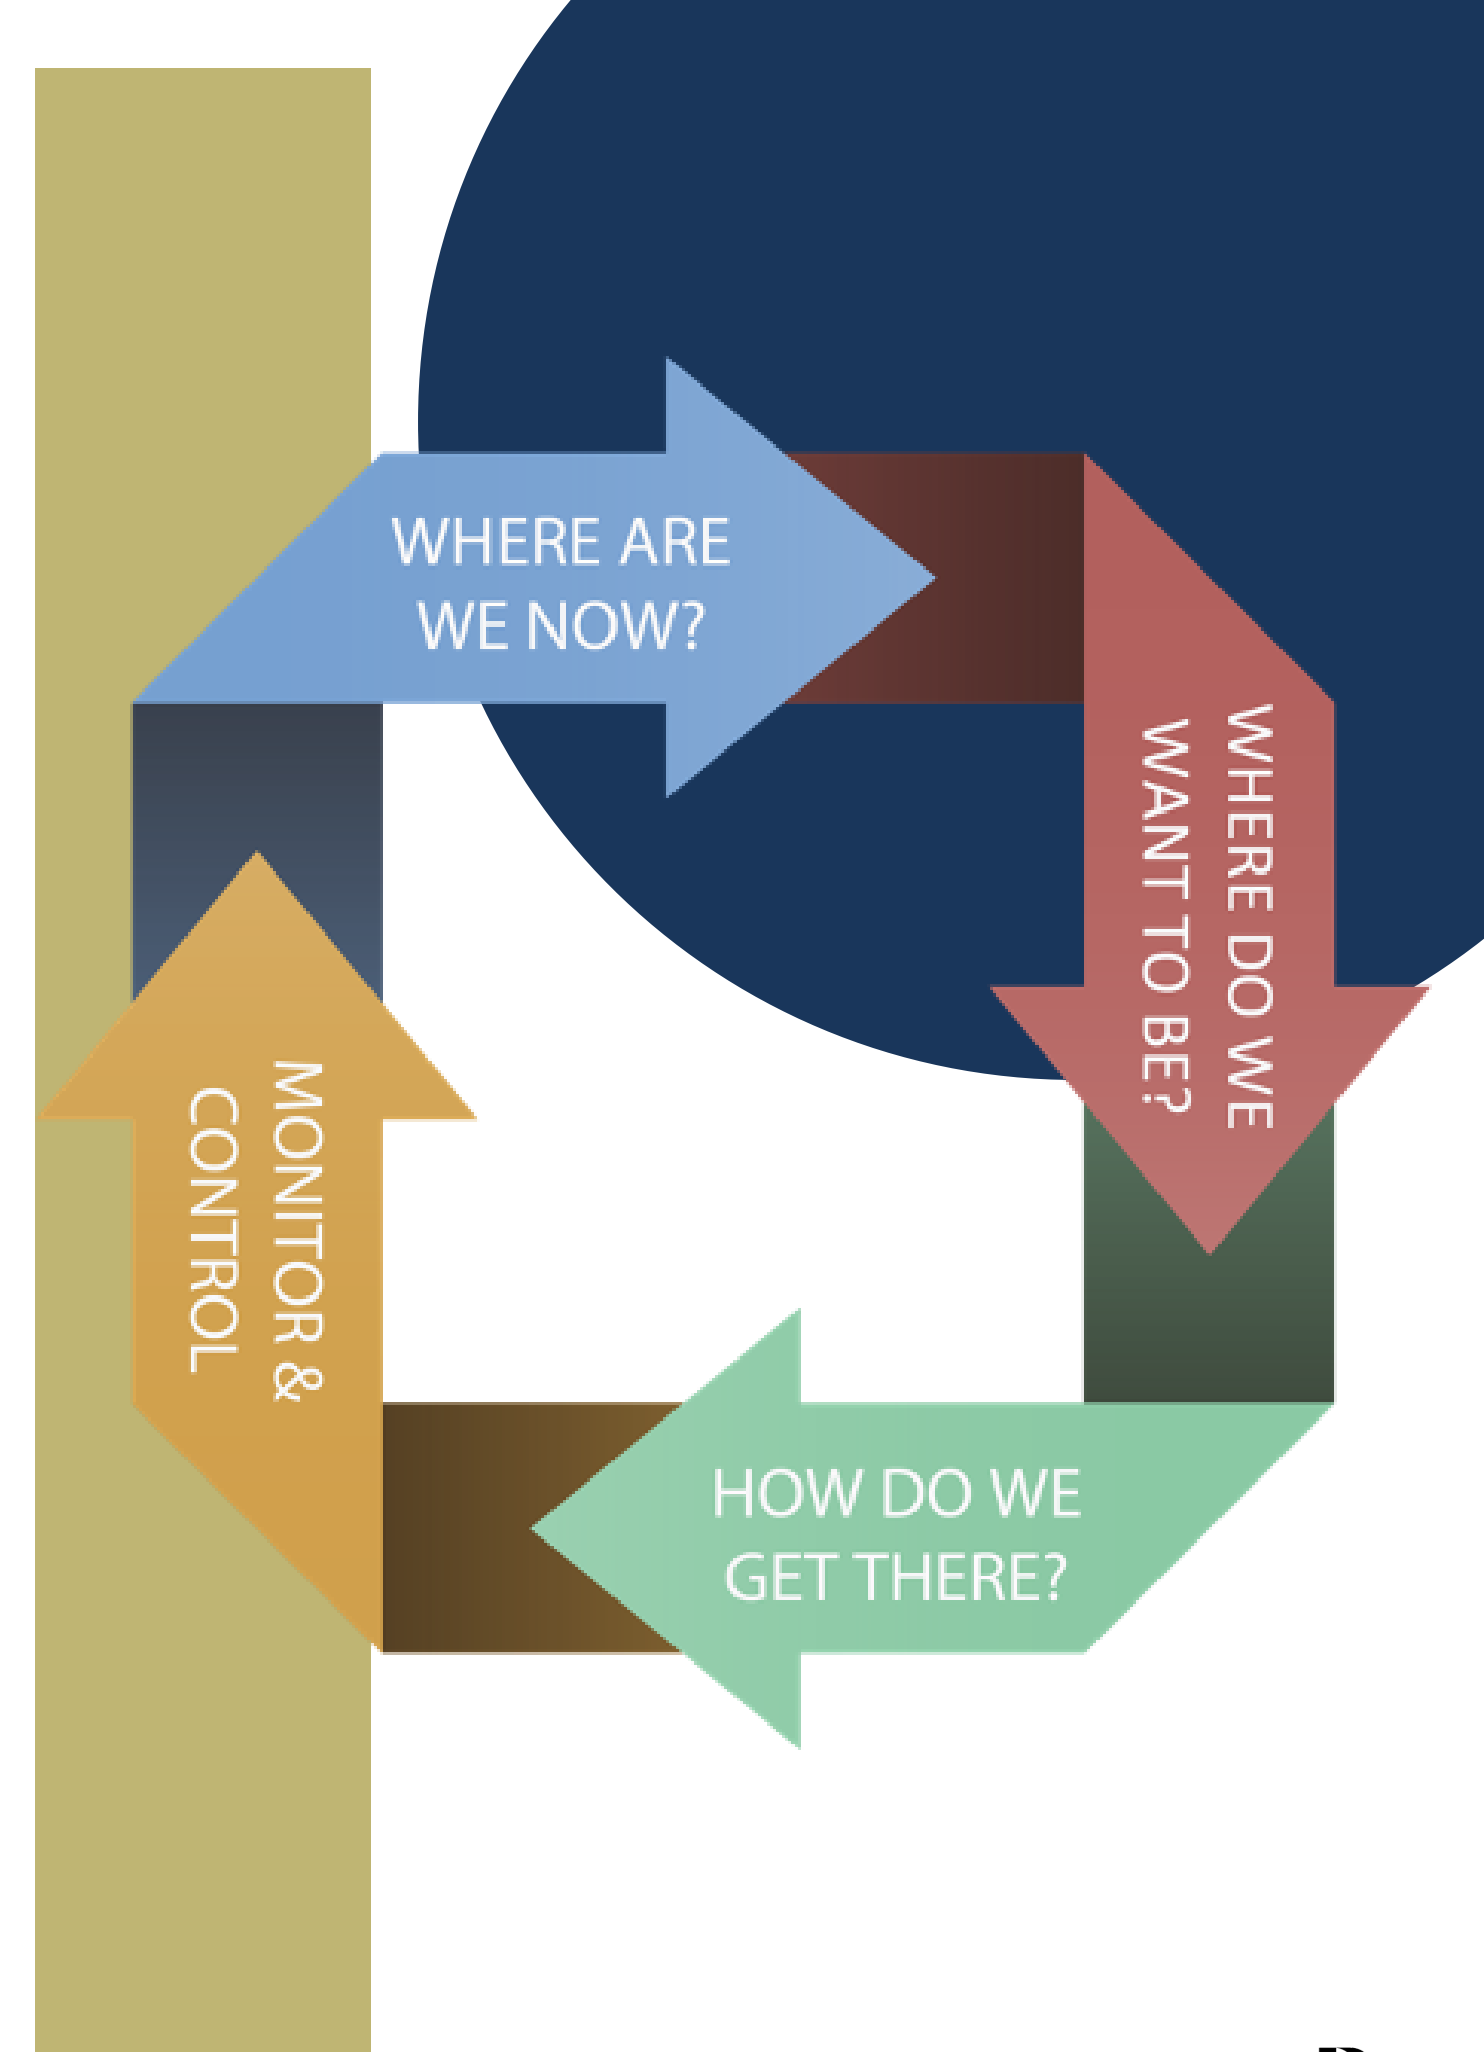 WHERE ARE
WE NOW?
WHERE DO WE
WANT TO BE?
HOW DO WE
GET THERE?
MONITOR &
CONTROL